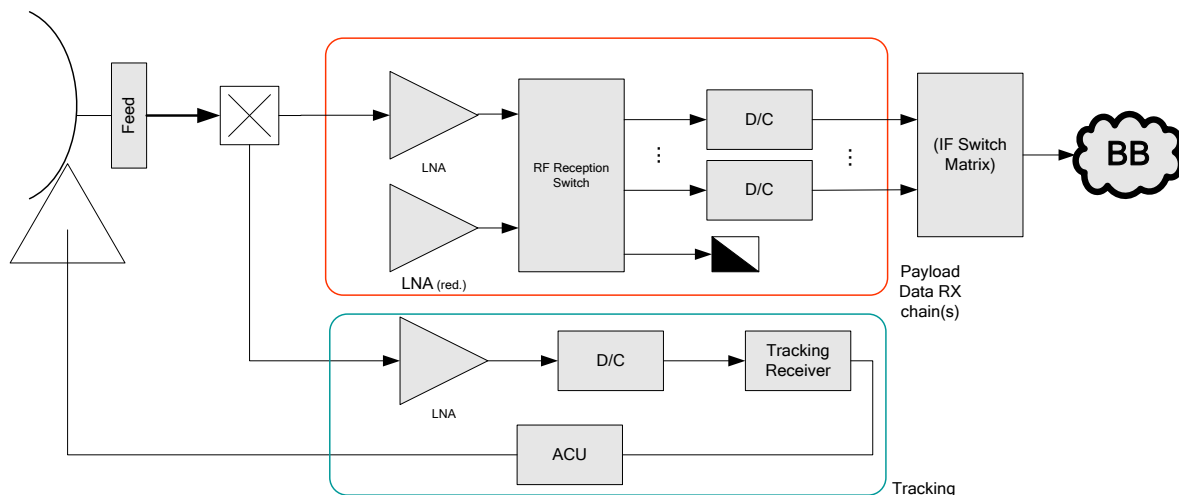 Feed
LNA
LNA (red.)
RF Reception
Switch
D/C
...
D/C
...
(IF Switch
Matrix)
BB
Payload
Data RX
chain(s)
LNA
D/C
Tracking
Receiver
ACU
Tracking